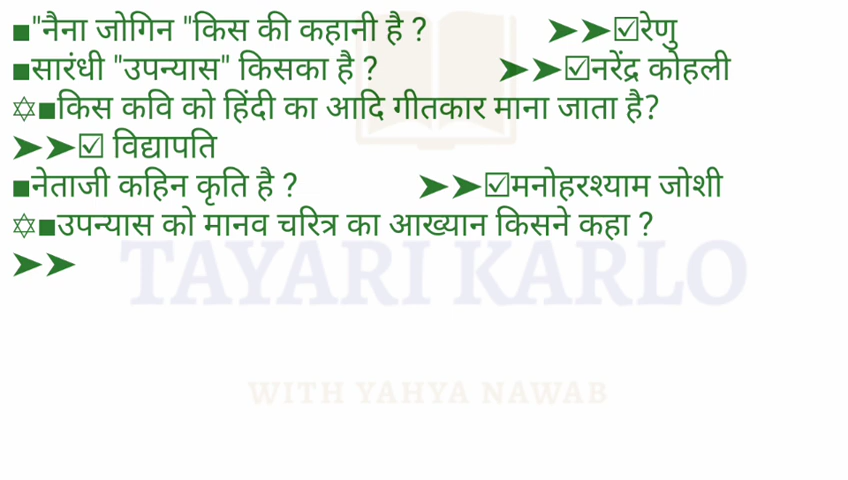 ■"नैना जोगिन "किस की कहानी है ? ➤➤☑रेणु
■सारंधी "उपन्यास" किसका है ? ➤➤☑नरेंद्र कोहली
✡■किस कवि को हिंदी का आदि गीतकार माना जाता है?
➤➤☑ विद्यापति
■नेताजी कहिन कृति है ? ➤➤☑मनोहरश्याम जोशी
✡■उपन्यास को मानव चरित्र का आख्यान किसने कहा ?
➤➤
TAYARI KARLO
WITH YAHYA NAWAB